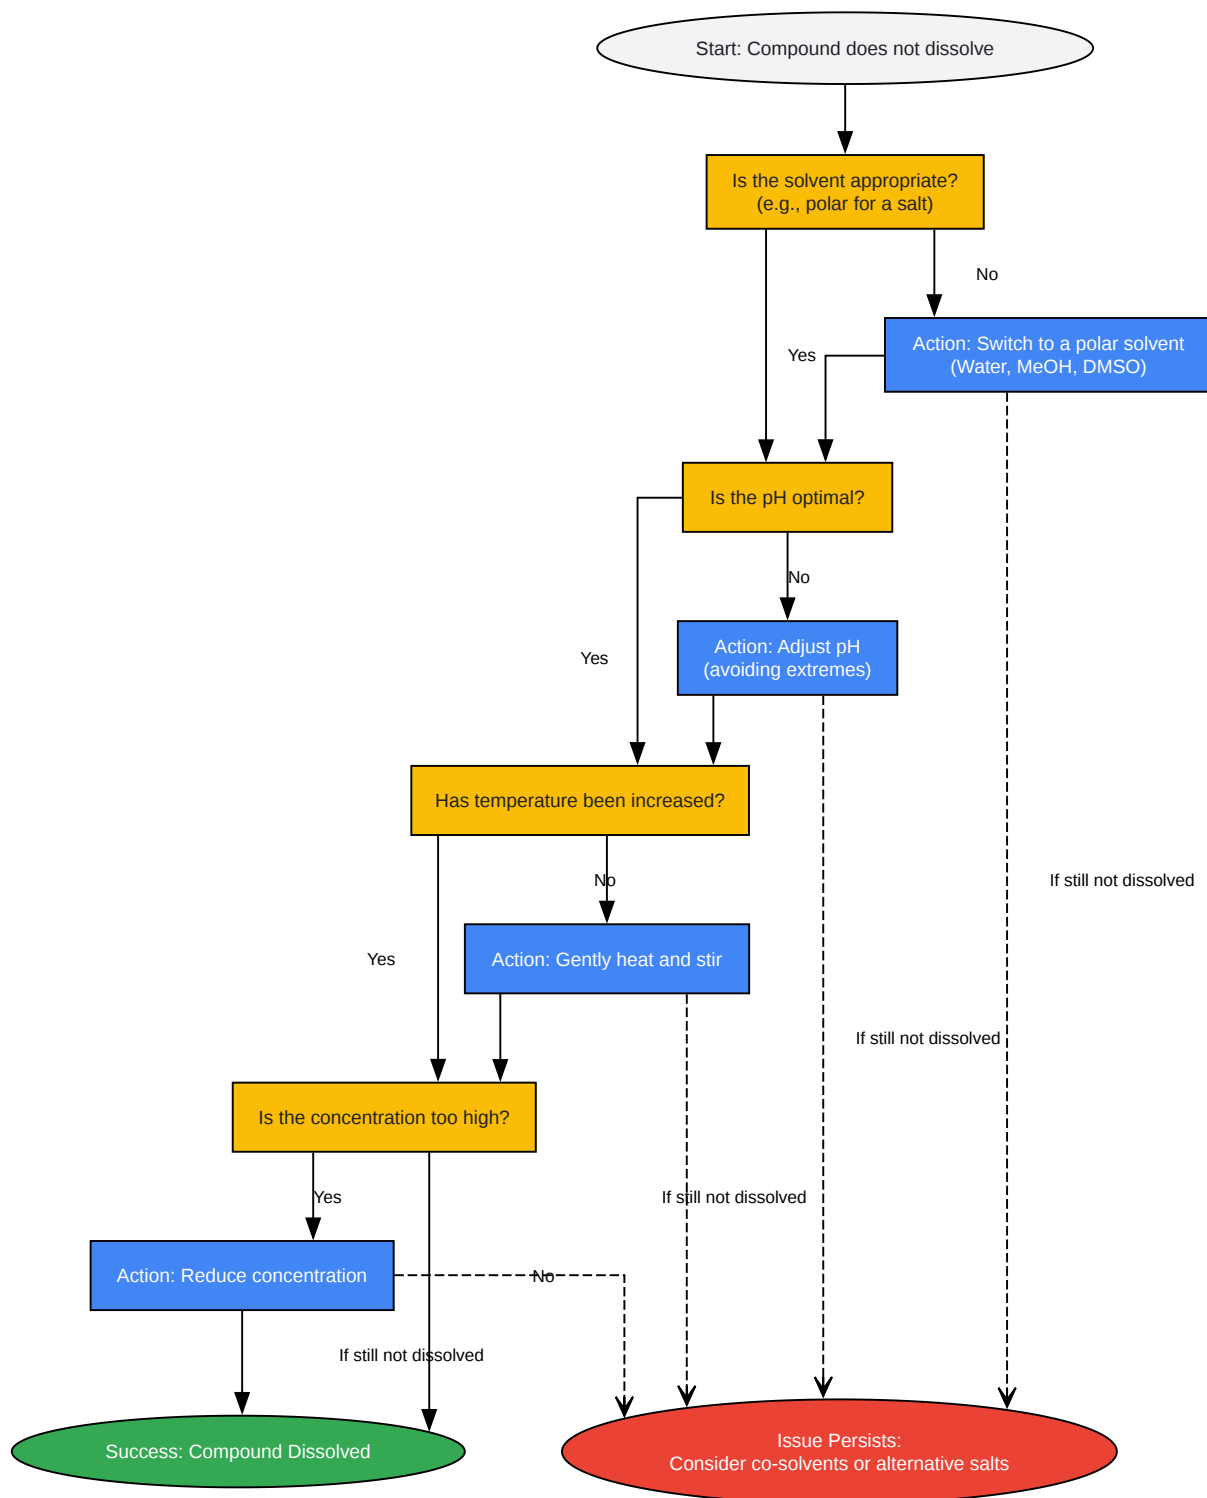 Start: Compound does not dissolve
Is the solvent appropriate?
(e.g., polar for a salt)
No
Action: Switch to a polar solvent
(Water, MeOH, DMSO)
Yes
Is the pH optimal?
No
Action: Adjust pH
(avoiding extremes)
Yes
Has temperature been increased?
No
If still not dissolved
Action: Gently heat and stir
Yes
If still not dissolved
Is the concentration too high?
Yes
If still not dissolved
Action: Reduce concentration
No
If still not dissolved
Success: Compound Dissolved
Issue Persists:
Consider co-solvents or alternative salts